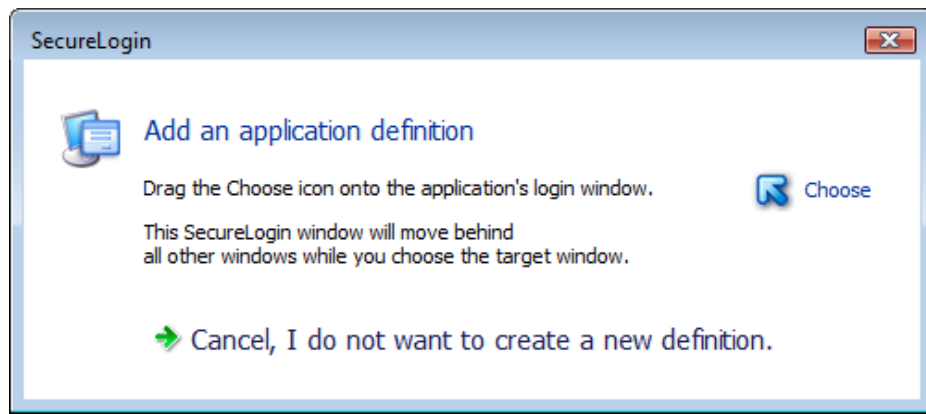 SecureLogin
Add an application definition
Drag the Choose icon onto the application's login window.
Choose
This SecureLogin window will move behind
all other windows while you choose the target window.
Cancel, I do not want to create a new definition.